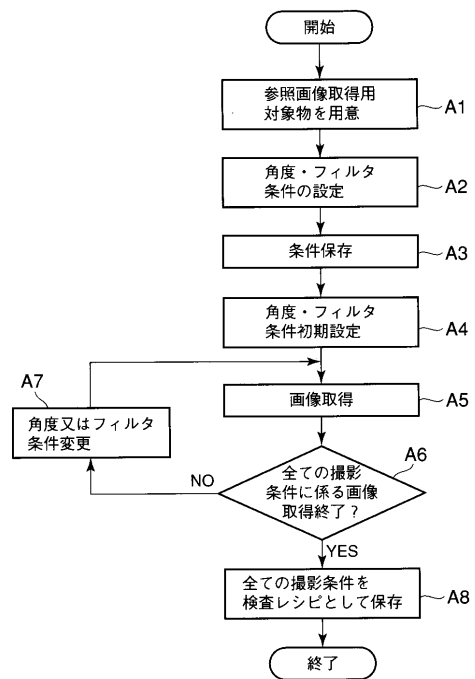 開始
参照画像取得用
対象物を用意
A1
角度・フィルタ
条件の設定
A2
条件保存
A3
角度・フィルタ
条件初期設定
A4
A7
角度又はフィルタ
条件変更
画像取得
A5
全ての撮影
条件に係る画像
取得終了？
A6
NO
YES
全ての撮影条件を
検査レシピとして保存
A8
終了